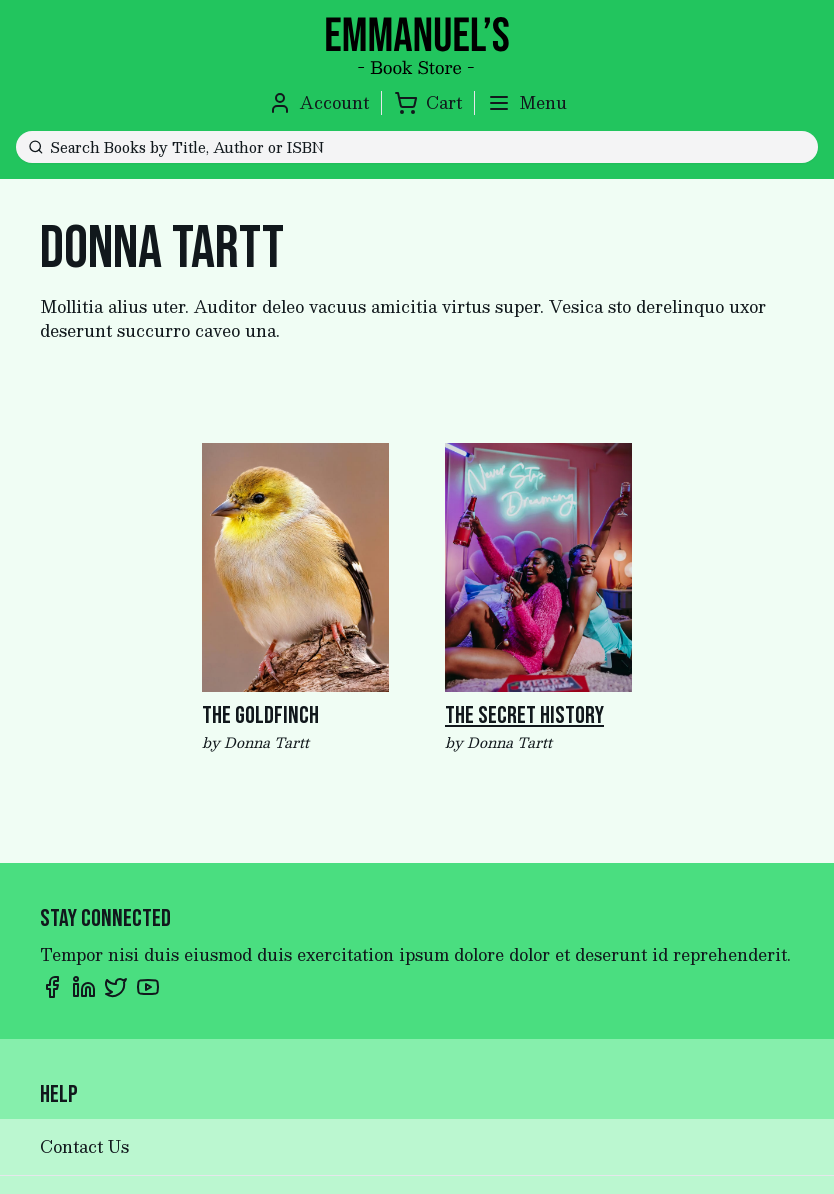 EMMANUEL'S
- Book Store -
Account
Cart
Menu
Search Books by Title, Author or ISBN
DONNA TARTT
Mollitia alius uter. Auditor deleo vacuus amicitia virtus super. Vesica sto derelinquo uxor
deserunt succurro caveo una.
Never Stop
Dreaming
THE GOLDFINCH
by Donna Tartt
THE SECRET HISTORY
by Donna Tartt
STAY CONNECTED
Tempor nisi duis eiusmod duis exercitation ipsum dolore dolor et deserunt id reprehenderit.
HELP
Contact Us